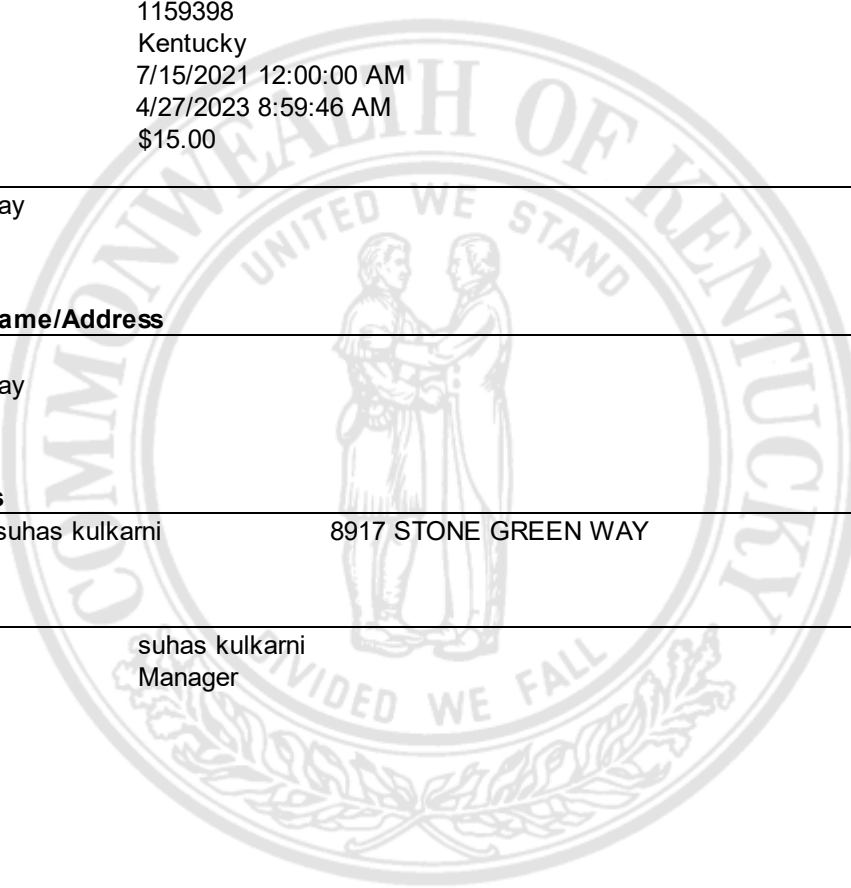 1159398
Kentucky
7/15/2021 12:00:00 AM
4/27/2023 8:59:46 AM
$15.00
ay
ame/Address
ay
s
suhas kulkarni 8917 STONE GREEN WAY
suhas kulkarni
Manager
COMMONWEALTH OF KENTUCKY
UNITED WE STAND
DIVIDED WE FALL